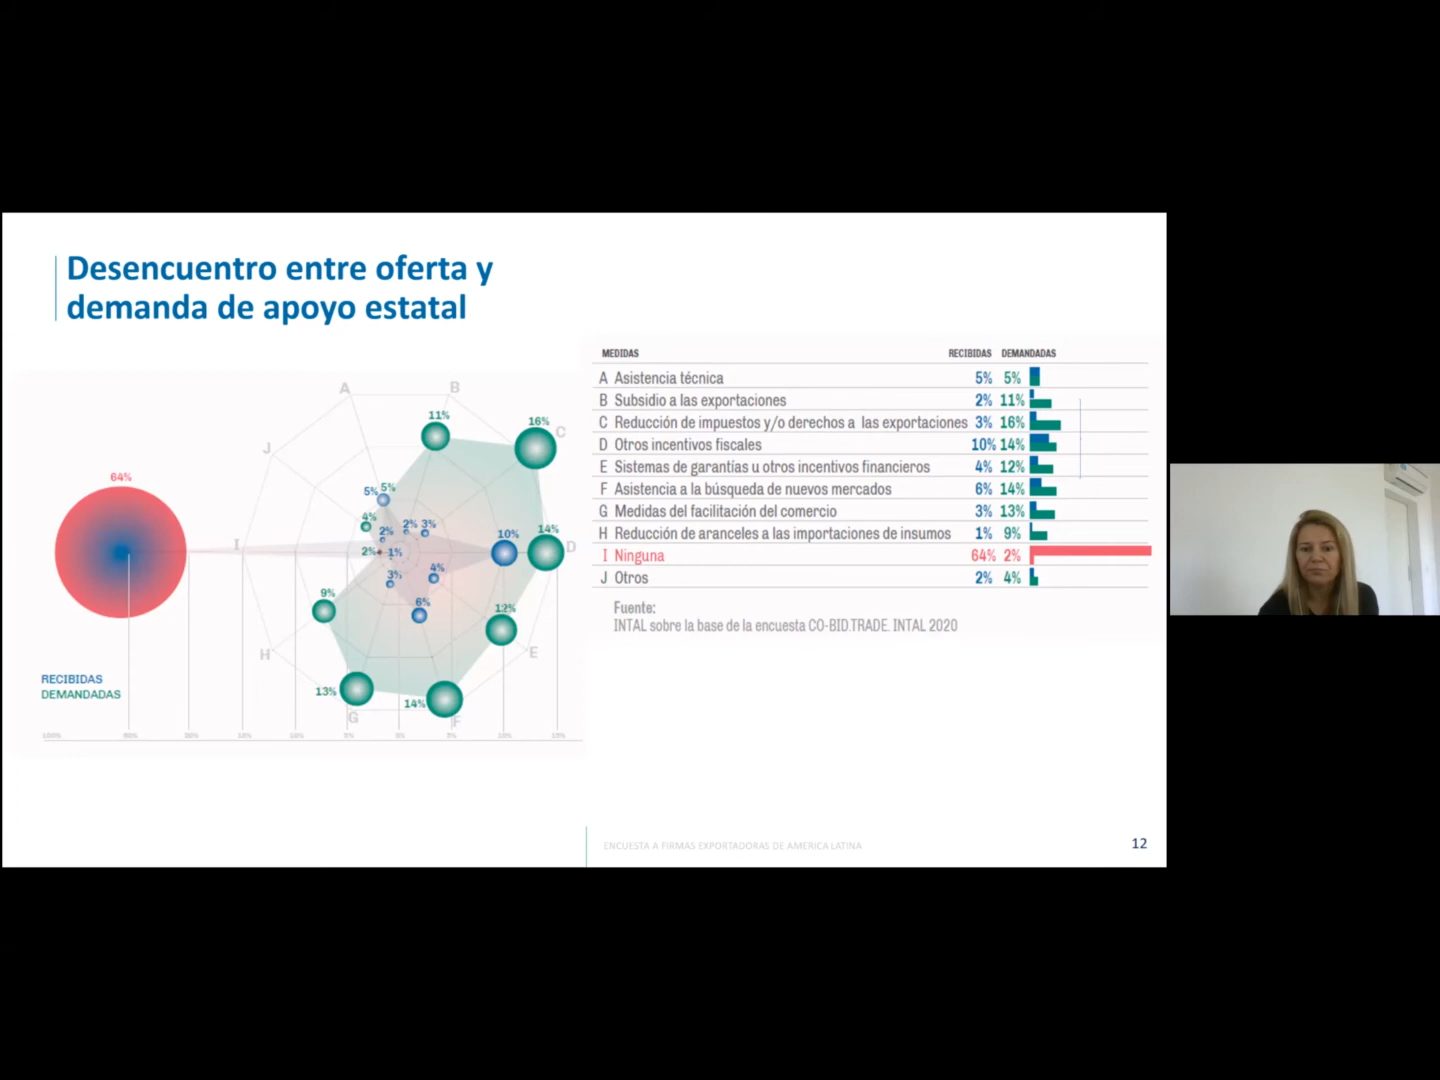 Desencuentro entre oferta y
demanda de apoyo estatal
A
B
C
D
E
F
G
H
I
J
64%
11%
16%
5%
5%
4%
2%
2%
3%
10%
14%
2%
1%
3%
4%
6%
9%
12%
13%
14%
RECIBIDAS
DEMANDADAS
MEDIDAS RECIBIDAS DEMANDADAS
A Asistencia técnica 5% 5%
B Subsidio a las exportaciones 2% 11%
C Reducción de impuestos y/o derechos a las exportaciones 3% 16%
D Otros incentivos fiscales 10% 14%
E Sistemas de garantías u otros incentivos financieros 4% 12%
F Asistencia a la búsqueda de nuevos mercados 6% 14%
G Medidas del facilitación del comercio 3% 13%
H Reducción de aranceles a las importaciones de insumos 1% 9%
I Ninguna 64% 2%
J Otros 2% 4%
Fuente:
INTAL sobre la base de la encuesta CO-BID.TRADE. INTAL 2020
ENCUESTA A FIRMAS EXPORTADORAS DE AMERICA LATINA
12